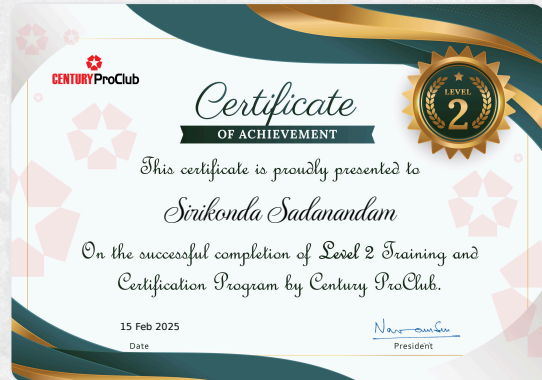 CENTURY ProClub
Certificate
OF ACHIEVEMENT
LEVEL
2
This certificate is proudly presented to
Sirikonda Sadanandam
On the successful completion of Level 2 Training and
Certification Program by Century ProClub.
15 Feb 2025
Date
President